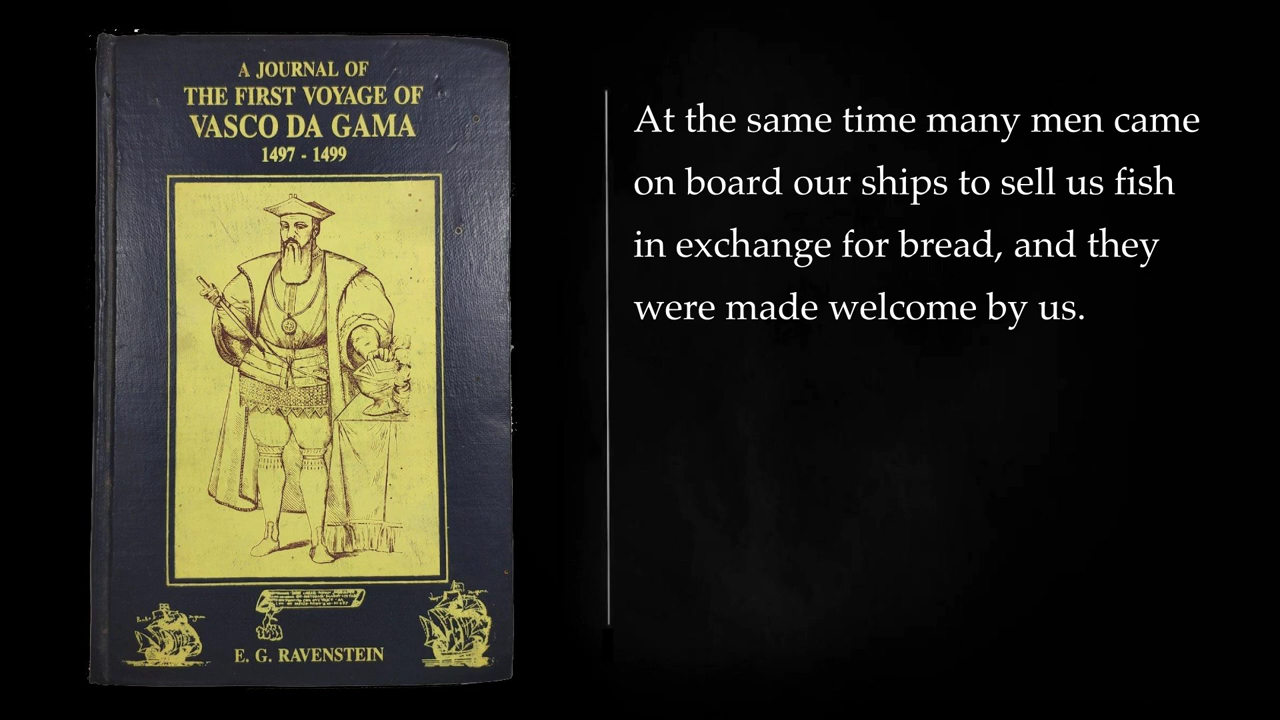 A JOURNAL OF
THE FIRST VOYAGE OF
VASCO DA GAMA
1497 - 1499
E. G. RAVENSTEIN
At the same time many men came
on board our ships to sell us fish
in exchange for bread, and they
were made welcome by us.